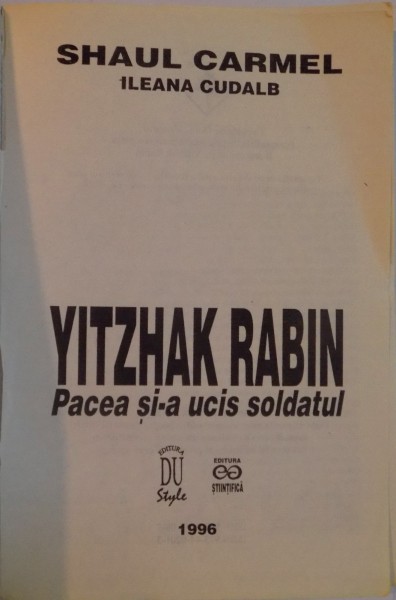 SHAUL CARMEL
ILEANA CUDALB
YITZHAK RABIN
Pacea și-a ucis soldatul
EDITURA
DU
Style
EDITURA
ȘTIINȚIFICĂ
1996